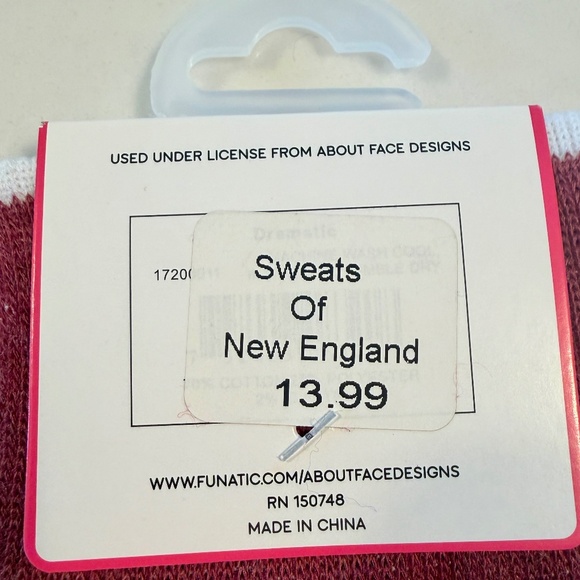 USED UNDER LICENSE FROM ABOUT FACE DESIGNS
Dramatic
Sweats
Of
New England
13.99
WWW.FUNATIC.COM/ABOUTFACEDESIGNS
RN 150748
MADE IN CHINA